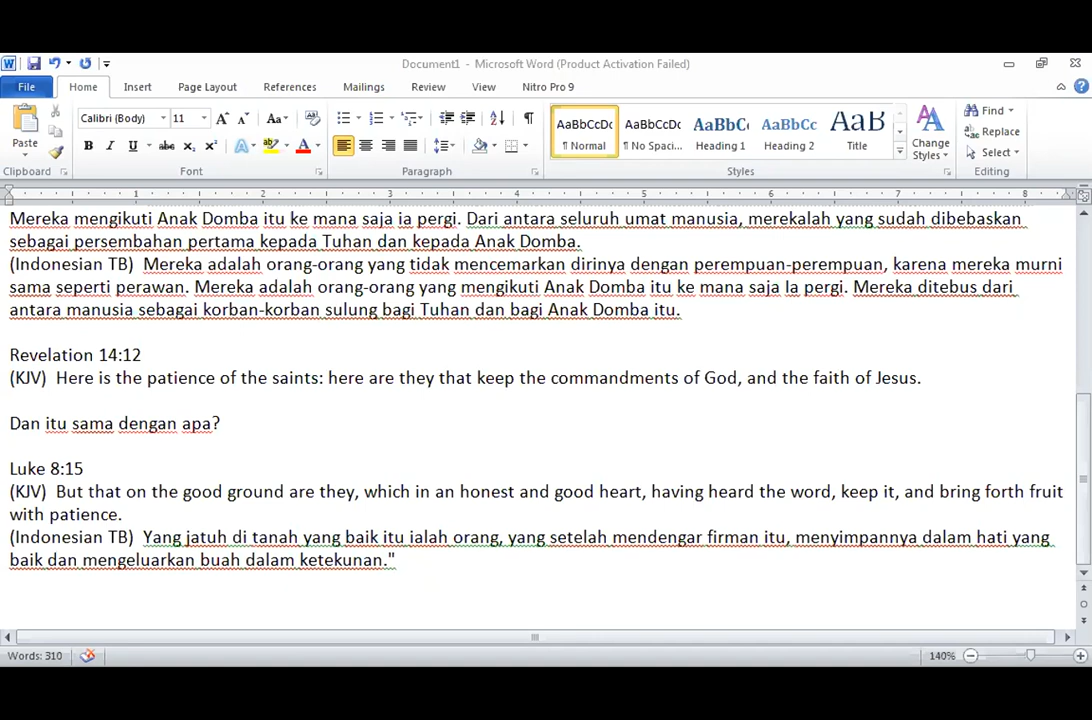 Document1 - Microsoft Word (Product Activation Failed)
File Home Insert Page Layout References Mailings Review View Nitro Pro 9
Calibri (Body) 11
Paste
B I U abc
AaBbCcDc AaBbCcDc AaBbC AaBbCc AaB
¶ Normal ¶ No Spaci... Heading 1 Heading 2 Title
Change Styles
Find
Replace
Select
Clipboard Font Paragraph Styles Editing
1 2 3 4 5 6 7 8
Mereka mengikuti Anak Domba itu ke mana saja ia pergi. Dari antara seluruh umat manusia, merekalah yang sudah dibebaskan
sebagai persembahan pertama kepada Tuhan dan kepada Anak Domba.
(Indonesian TB) Mereka adalah orang-orang yang tidak mencemarkan dirinya dengan perempuan-perempuan, karena mereka murni
sama seperti perawan. Mereka adalah orang-orang yang mengikuti Anak Domba itu ke mana saja Ia pergi. Mereka ditebus dari
antara manusia sebagai korban-korban sulung bagi Tuhan dan bagi Anak Domba itu.
Revelation 14:12
(KJV) Here is the patience of the saints: here are they that keep the commandments of God, and the faith of Jesus.
Dan itu sama dengan apa?
Luke 8:15
(KJV) But that on the good ground are they, which in an honest and good heart, having heard the word, keep it, and bring forth fruit
with patience.
(Indonesian TB) Yang jatuh di tanah yang baik itu ialah orang, yang setelah mendengar firman itu, menyimpannya dalam hati yang
baik dan mengeluarkan buah dalam ketekunan."
Words: 310
140%